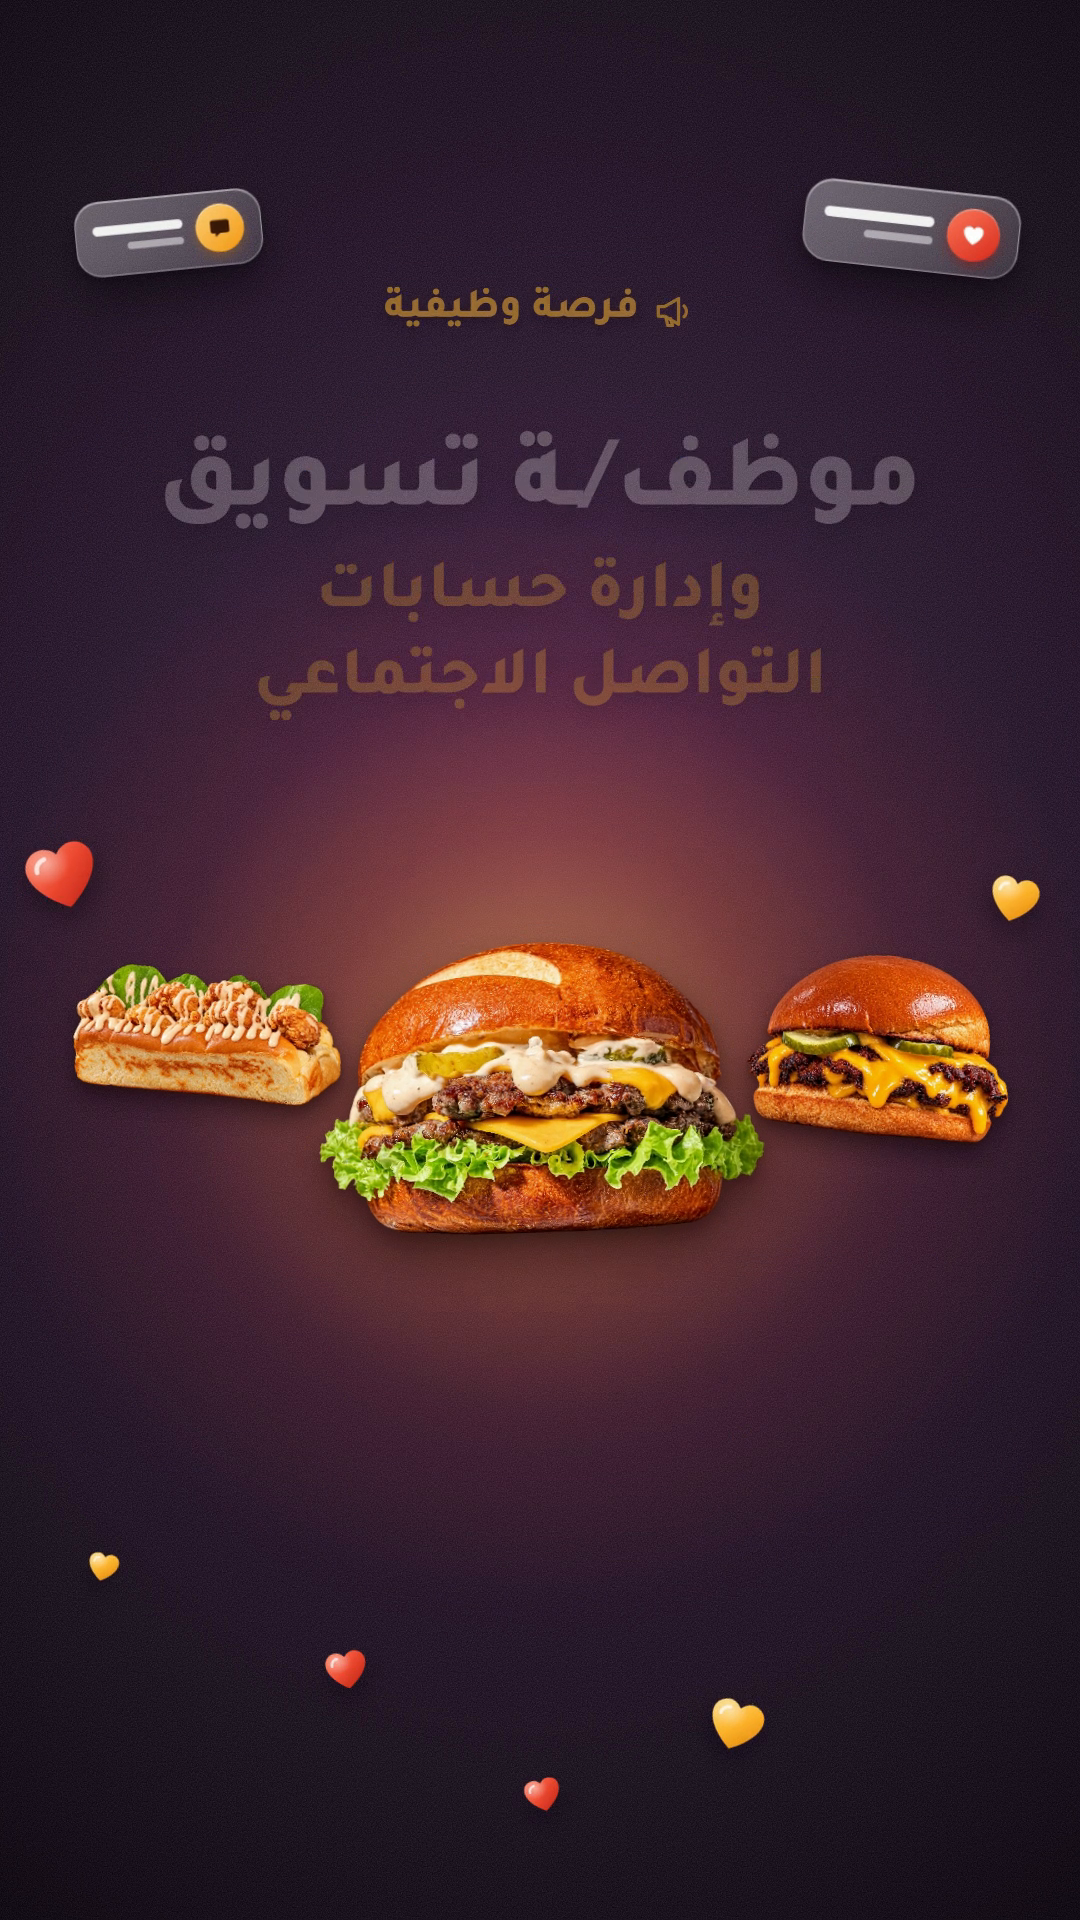 فرصة وظيفية
موظف/ة تسويق
وإدارة حسابات
التواصل الاجتماعي